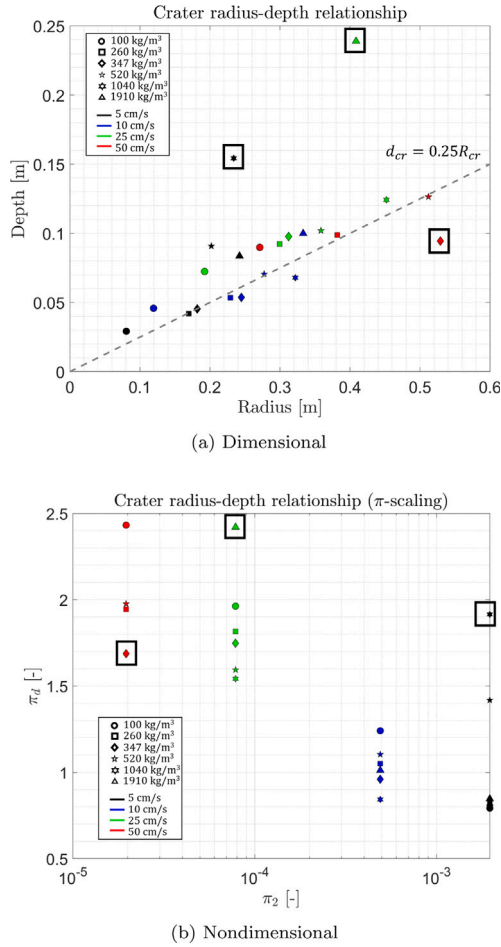 Crater radius-depth relationship
0.25
0.2
0.15
0.1
0.05
0
Depth [m]
100 kg/m³
260 kg/m³
347 kg/m³
520 kg/m³
1040 kg/m³
1910 kg/m³
5 cm/s
10 cm/s
25 cm/s
50 cm/s
d_cr = 0.25R_cr
0 0.1 0.2 0.3 0.4 0.5 0.6
Radius [m]
(a) Dimensional
Crater radius-depth relationship (π-scaling)
2.5
2
1.5
1
0.5
π_d [-]
100 kg/m³
260 kg/m³
347 kg/m³
520 kg/m³
1040 kg/m³
1910 kg/m³
5 cm/s
10 cm/s
25 cm/s
50 cm/s
10⁻⁵ 10⁻⁴ 10⁻³
π₂ [-]
(b) Nondimensional